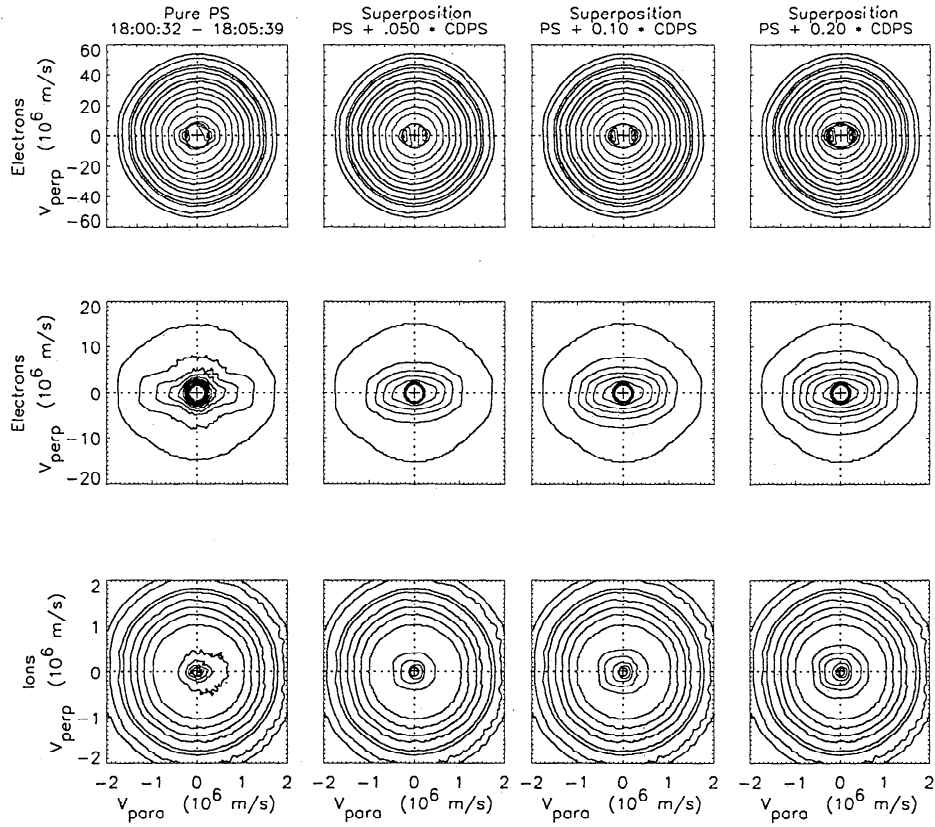 Pure PS
18:00:32 – 18:05:39
Superposition
PS + .050 * CDPS
Superposition
PS + 0.10 * CDPS
Superposition
PS + 0.20 * CDPS
Electrons
V_perp (10^6 m/s)
60
40
20
0
−20
−40
−60
Electrons
V_perp (10^6 m/s)
20
10
0
−10
−20
Ions
V_perp (10^6 m/s)
2
1
0
−1
−2
−2 −1 0 1 2
−2 −1 0 1 2
−2 −1 0 1 2
−2 −1 0 1 2
V_para (10^6 m/s)
V_para (10^6 m/s)
V_para (10^6 m/s)
V_para (10^6 m/s)